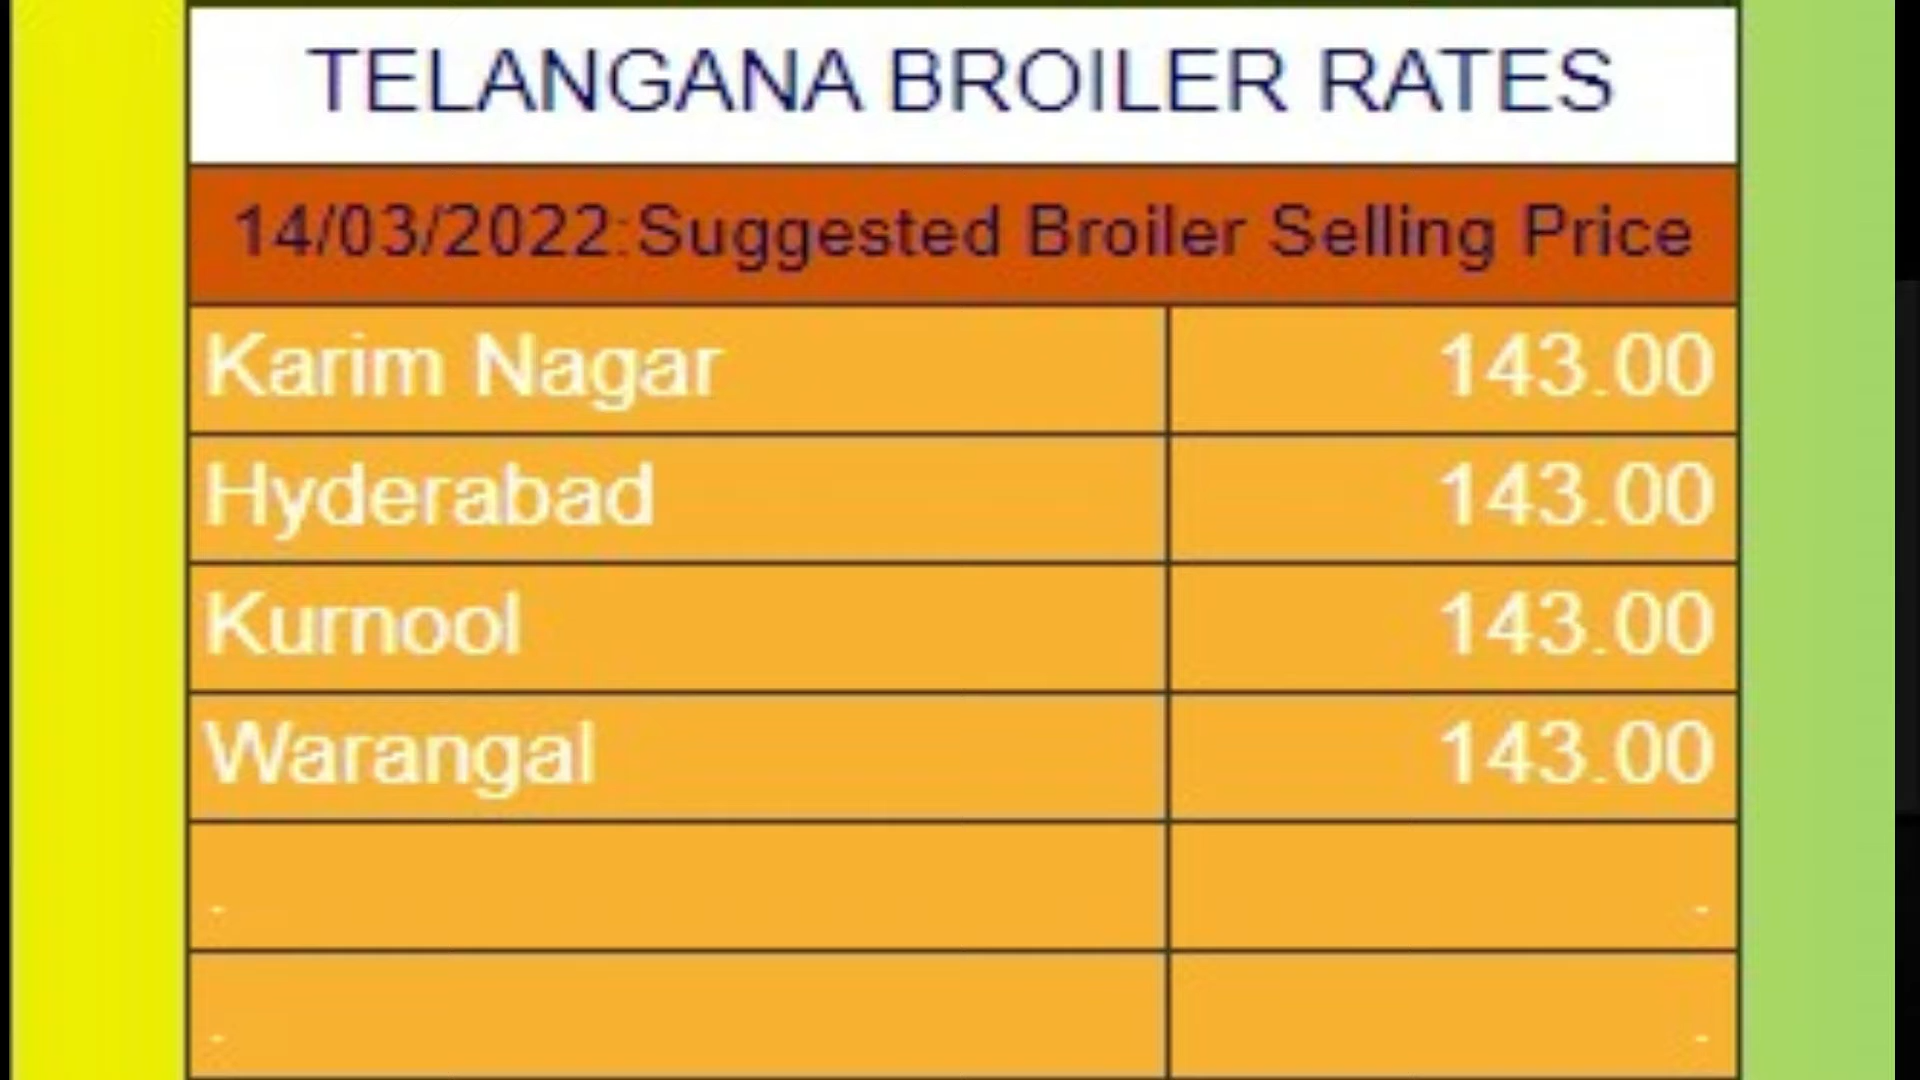 TELANGANA BROILER RATES
14/03/2022:Suggested Broiler Selling Price
Karim Nagar 143.00
Hyderabad 143.00
Kurnool 143.00
Warangal 143.00
- -
- -